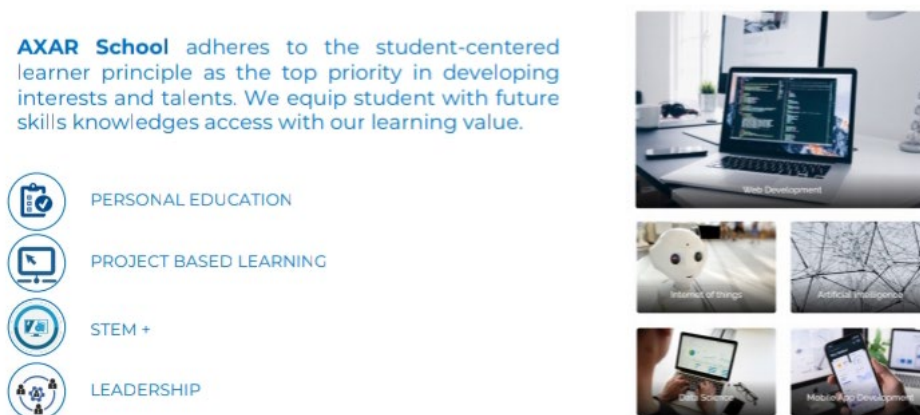 AXAR School adheres to the student-centered
learner principle as the top priority in developing
interests and talents. We equip student with future
skills knowledges access with our learning value.
PERSONAL EDUCATION
PROJECT BASED LEARNING
STEM +
LEADERSHIP
Web Development
Internet of things
Artificial intelligence
Data Science
Mobile App Development